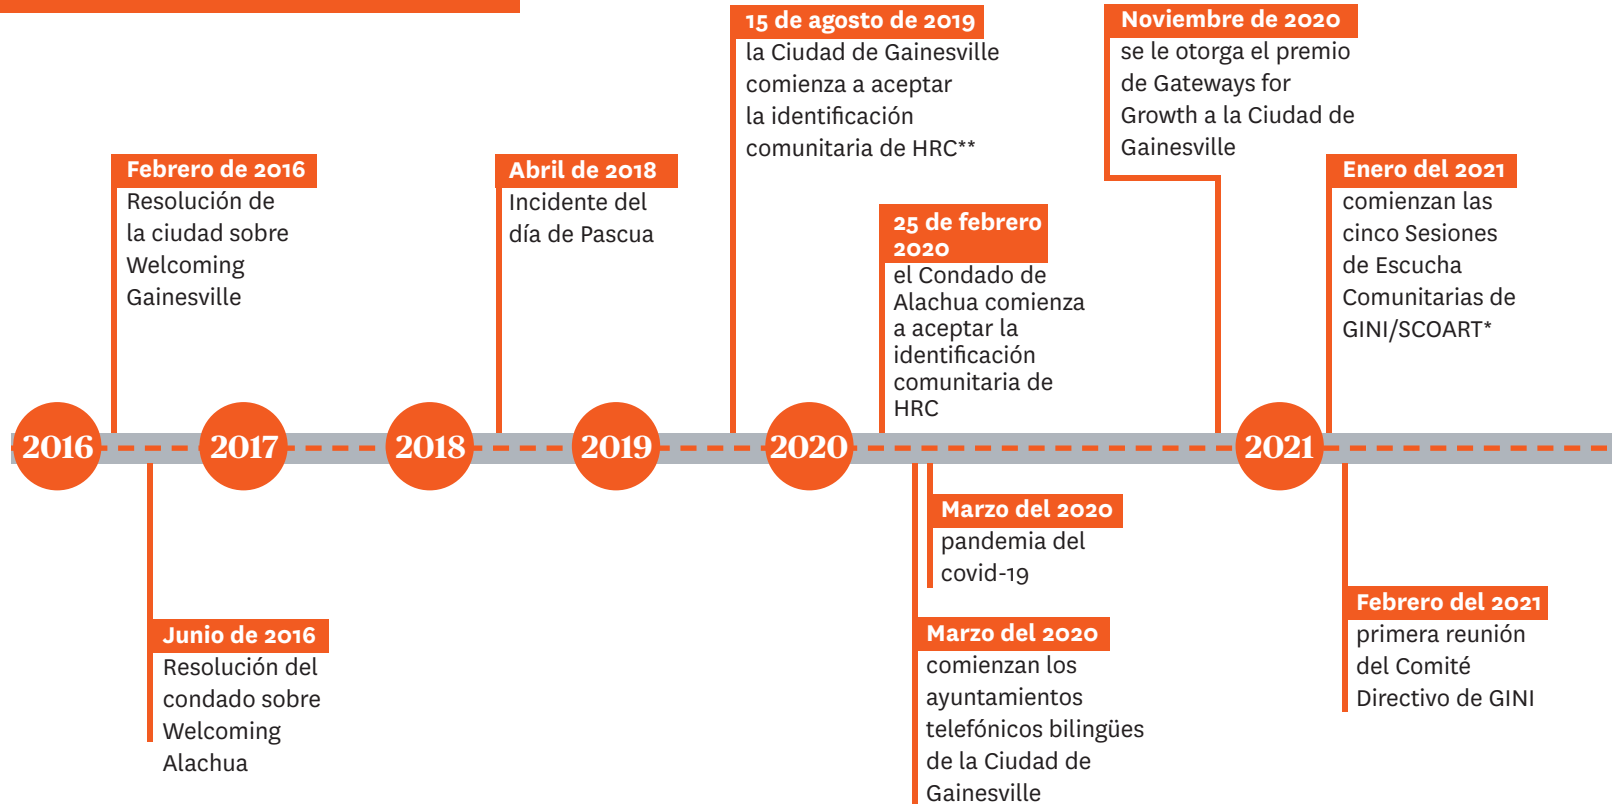 Febrero de 2016
Resolución de
la ciudad sobre
Welcoming
Gainesville
Abril de 2018
Incidente del
día de Pascua
15 de agosto de 2019
la Ciudad de Gainesville
comienza a aceptar
la identificación
comunitaria de HRC**
25 de febrero
2020
el Condado de
Alachua comienza
a aceptar la
identificación
comunitaria de
HRC
Noviembre de 2020
se le otorga el premio
de Gateways for
Growth a la Ciudad de
Gainesville
Enero del 2021
comienzan las
cinco Sesiones
de Escucha
Comunitarias de
GINI/SCOART*
2016
2017
2018
2019
2020
2021
Junio de 2016
Resolución del
condado sobre
Welcoming
Alachua
Marzo del 2020
pandemia del
covid-19
Marzo del 2020
comienzan los
ayuntamientos
telefónicos bilingües
de la Ciudad de
Gainesville
Febrero del 2021
primera reunión
del Comité
Directivo de GINI